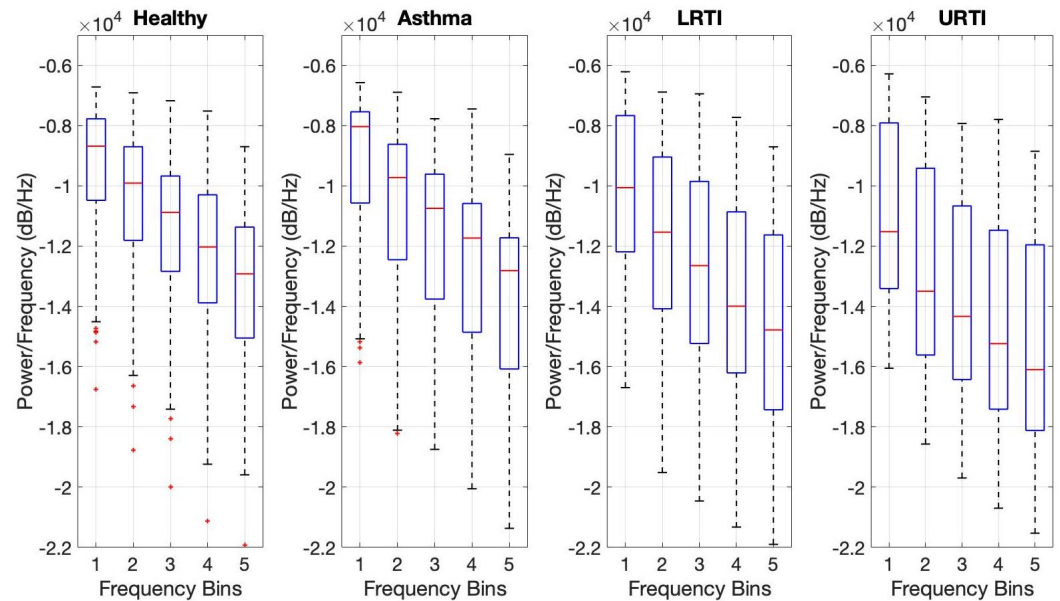 ×10⁴ Healthy
-0.6
-0.8
-1
-1.2
-1.4
-1.6
-1.8
-2
-2.2
Power/Frequency (dB/Hz)
1 2 3 4 5
Frequency Bins
×10⁴ Asthma
-0.6
-0.8
-1
-1.2
-1.4
-1.6
-1.8
-2
-2.2
Power/Frequency (dB/Hz)
1 2 3 4 5
Frequency Bins
×10⁴ LRTI
-0.6
-0.8
-1
-1.2
-1.4
-1.6
-1.8
-2
-2.2
Power/Frequency (dB/Hz)
1 2 3 4 5
Frequency Bins
×10⁴ URTI
-0.6
-0.8
-1
-1.2
-1.4
-1.6
-1.8
-2
-2.2
Power/Frequency (dB/Hz)
1 2 3 4 5
Frequency Bins